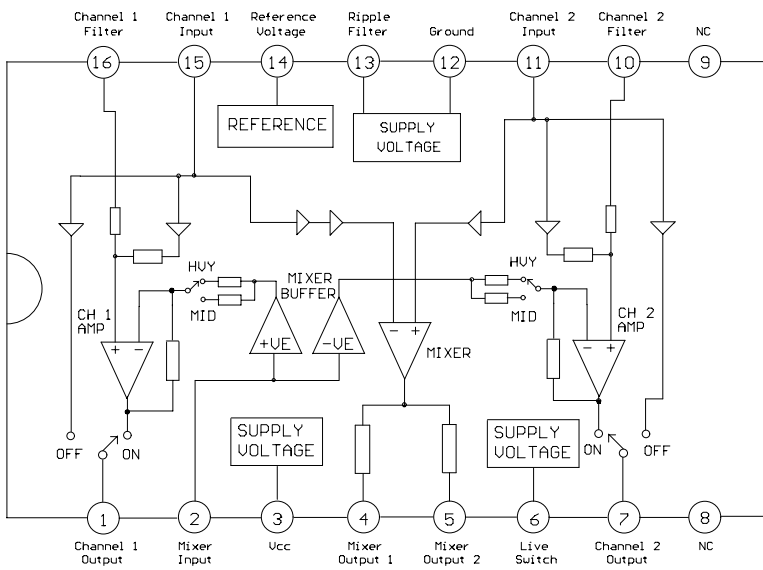 Channel 1 Filter
Channel 1 Input
Reference Voltage
Ripple Filter
Ground
Channel 2 Input
Channel 2 Filter
NC
16
15
14
13
12
11
10
9
REFERENCE
SUPPLY VOLTAGE
HVY
MID
MIXER BUFFER
HVY
MID
CH 1 AMP
+ -
+VE
-VE
- +
MIXER
CH 2 AMP
- +
OFF
ON
SUPPLY VOLTAGE
SUPPLY VOLTAGE
ON
OFF
1
2
3
4
5
6
7
8
Channel 1 Output
Mixer Input
Vcc
Mixer Output 1
Mixer Output 2
Live Switch
Channel 2 Output
NC